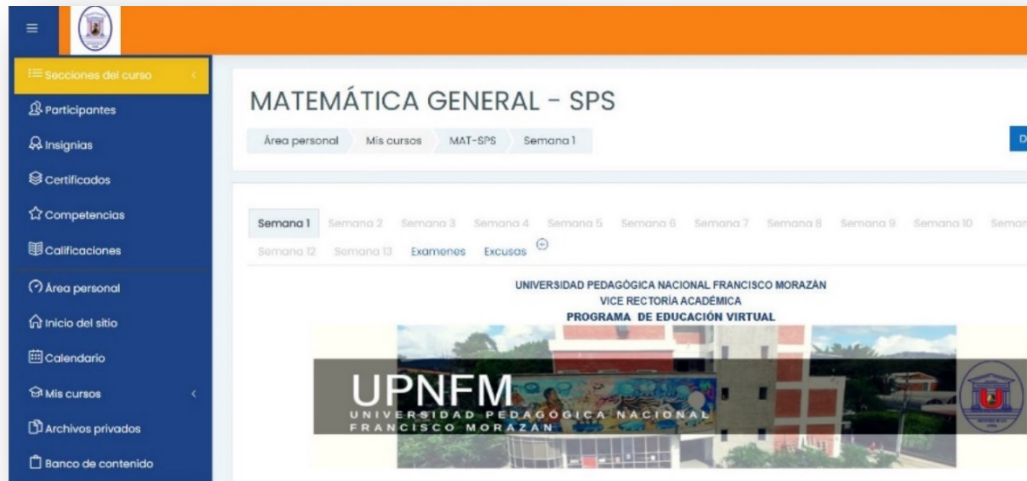 Secciones del curso
Participantes
Insignias
Certificados
Competencias
Calificaciones
Área personal
Inicio del sitio
Calendario
Mis cursos
Archivos privados
Banco de contenido
MATEMÁTICA GENERAL - SPS
Área personal Mis cursos MAT-SPS Semana 1
D
Semana 1 Semana 2 Semana 3 Semana 4 Semana 5 Semana 6 Semana 7 Semana 8 Semana 9 Semana 10 Seman
Semana 12 Semana 13 Examenes Excusas
UNIVERSIDAD PEDAGÓGICA NACIONAL FRANCISCO MORAZÁN
VICE RECTORÍA ACADÉMICA
PROGRAMA DE EDUCACIÓN VIRTUAL
UPNFM
UNIVERSIDAD PEDAGÓGICA NACIONAL
FRANCISCO MORAZÁN